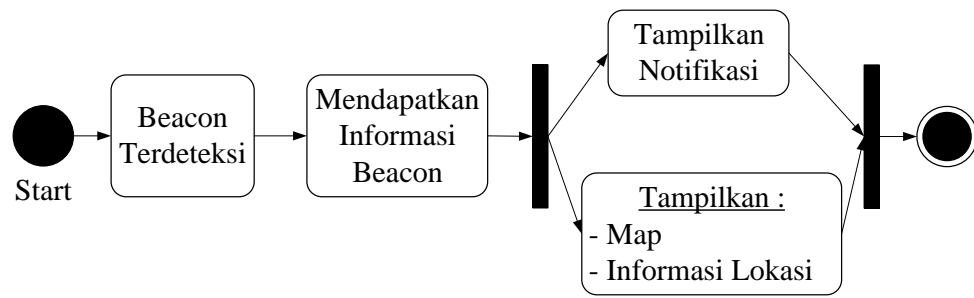 Start
Beacon
Terdeteksi
Mendapatkan
Informasi
Beacon
Tampilkan
Notifikasi
Tampilkan :
- Map
- Informasi Lokasi